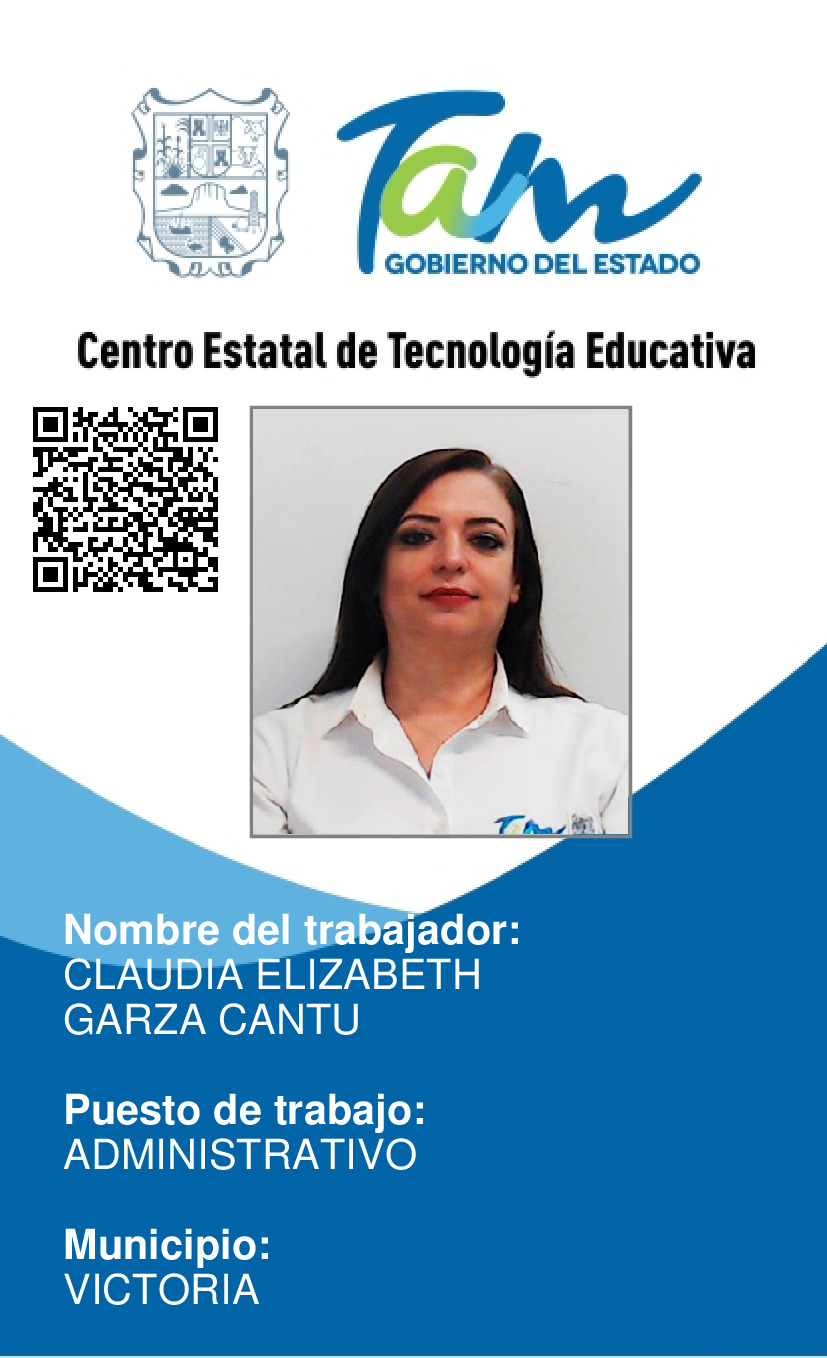 Tam
GOBIERNO DEL ESTADO
Centro Estatal de Tecnología Educativa
Tam
Nombre del trabajador:
CLAUDIA ELIZABETH
GARZA CANTU
Puesto de trabajo:
ADMINISTRATIVO
Municipio:
VICTORIA